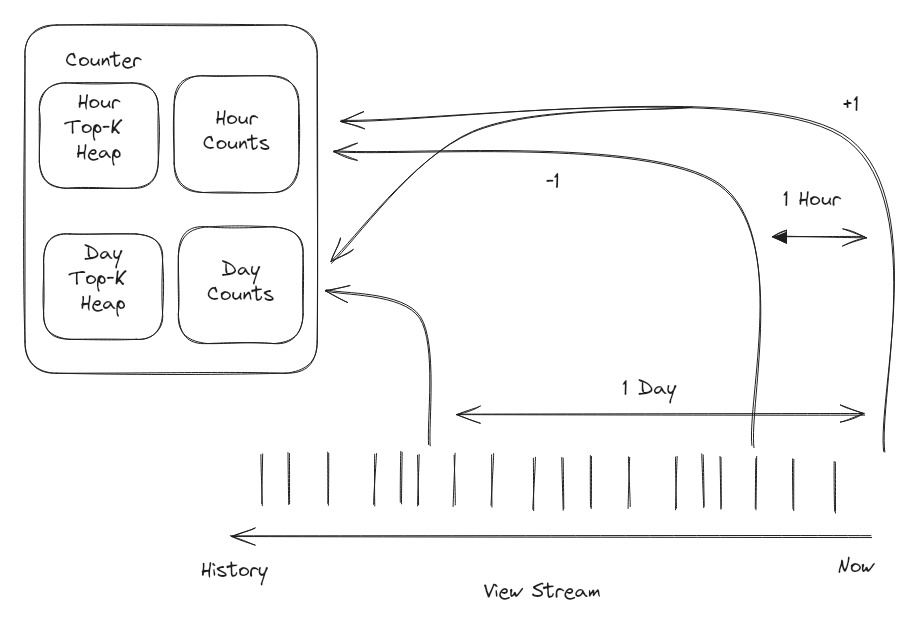 Counter
Hour
Top-K
Heap
Hour
Counts
Day
Top-K
Heap
Day
Counts
+1
-1
1 Hour
1 Day
History
Now
View Stream